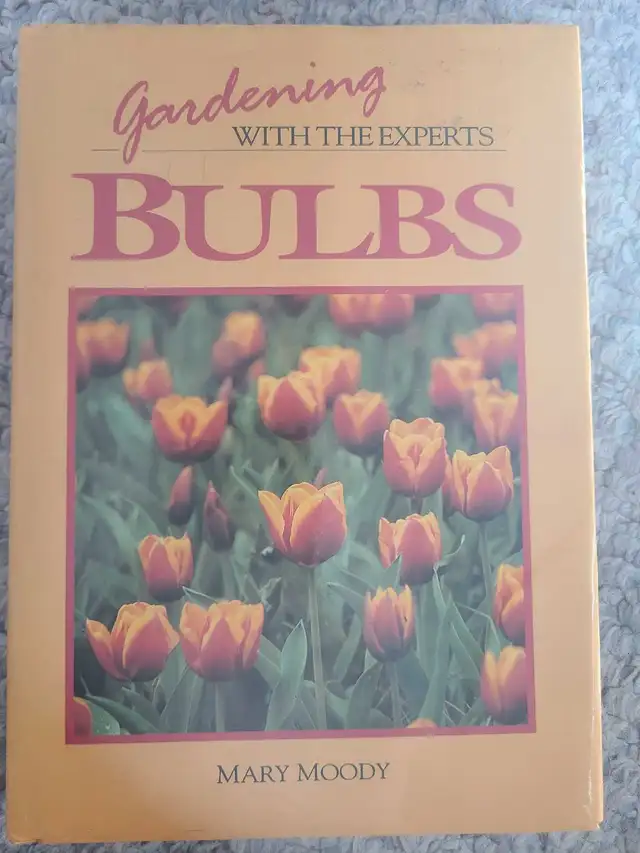 Gardening
WITH THE EXPERTS
BULBS
MARY MOODY